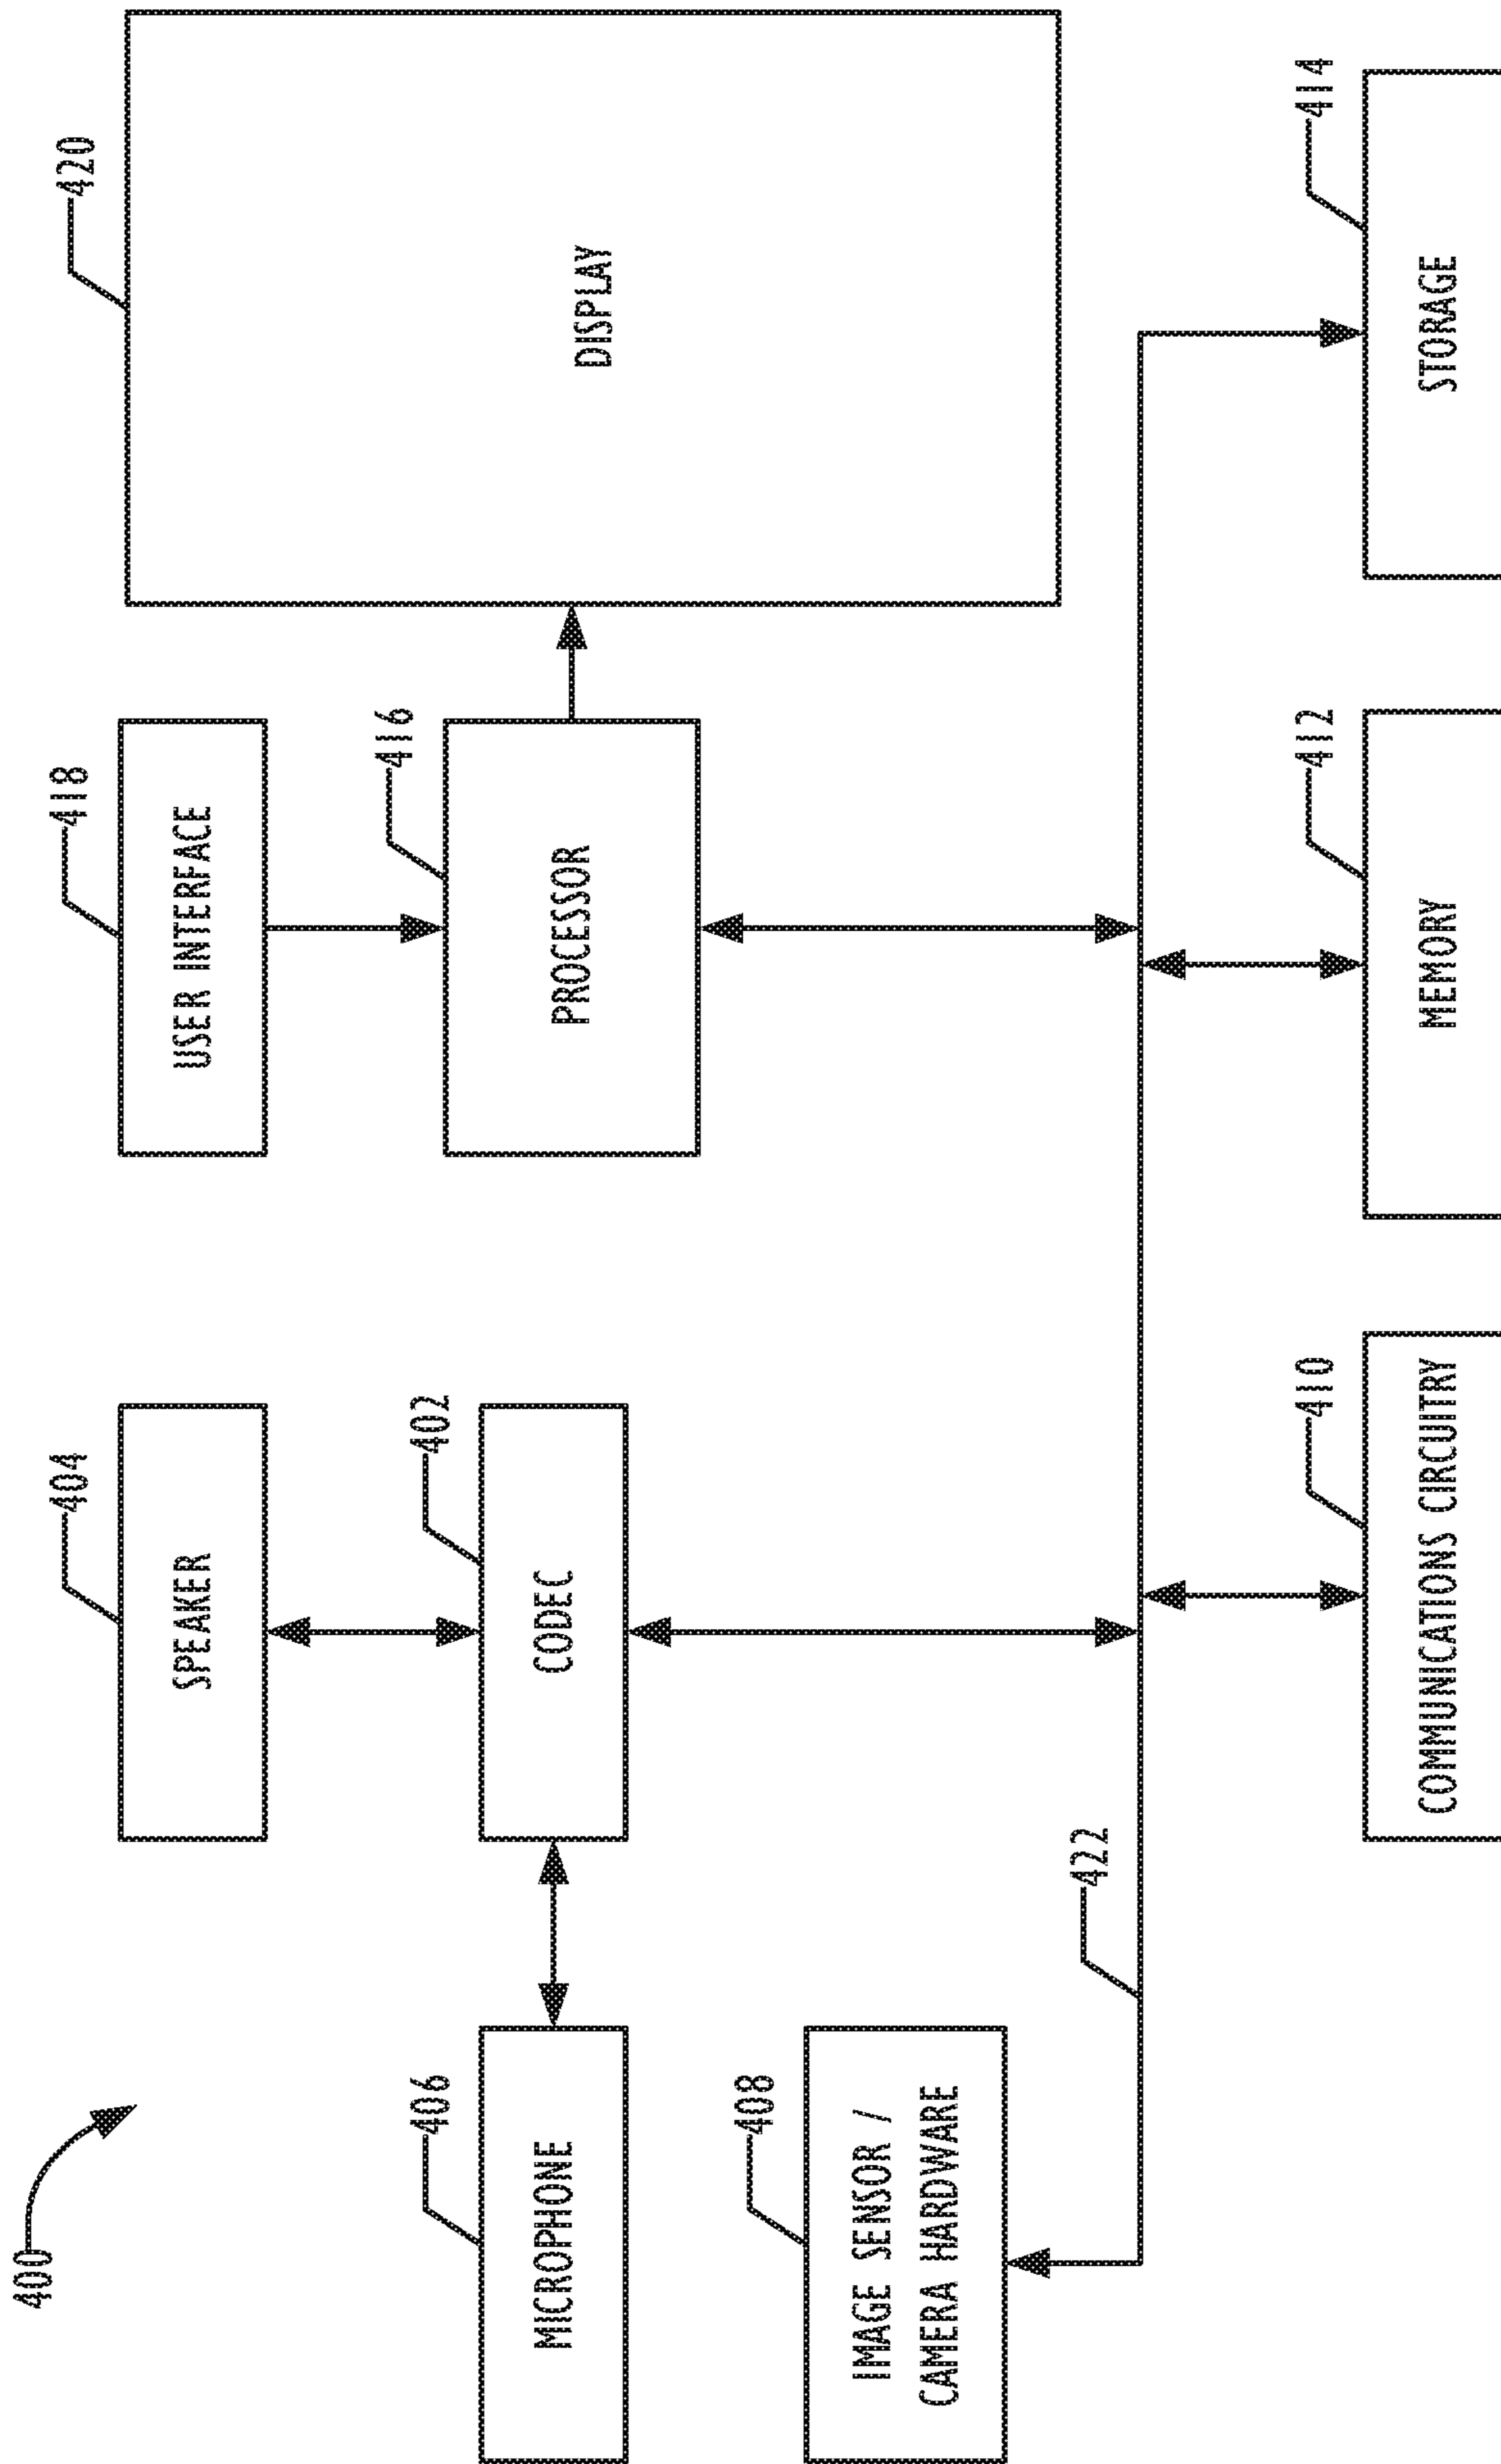 400
404
SPEAKER
418
USER INTERFACE
420
DISPLAY
406
MICROPHONE
402
CODEC
416
PROCESSOR
408
IMAGE SENSOR /
CAMERA HARDWARE
422
410
COMMUNICATIONS CIRCUITRY
412
MEMORY
414
STORAGE